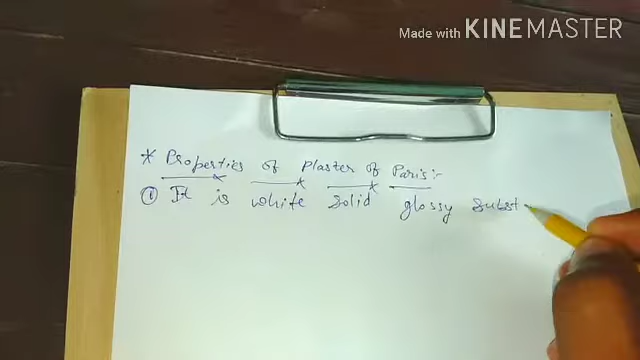 Made with KINEMASTER
* Properties of Plaster of Paris:-
① It is white solid glossy subst